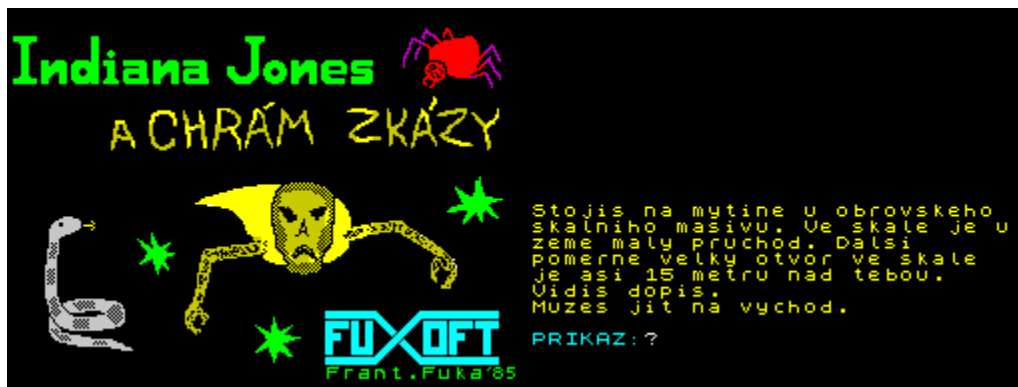 Indiana Jones
A CHRÁM ZKÁZY
FUXOFT
Frant.Fuka'85
Stojis na mytine u obrovskeho
skalniho masivu. Ve skale je u
zeme maly pruchod. Dalsi
pomerne velky otvor ve skale
je asi 15 metru nad tebou.
Vidis dopis.
Muzes jit na vychod.
PRIKAZ:?